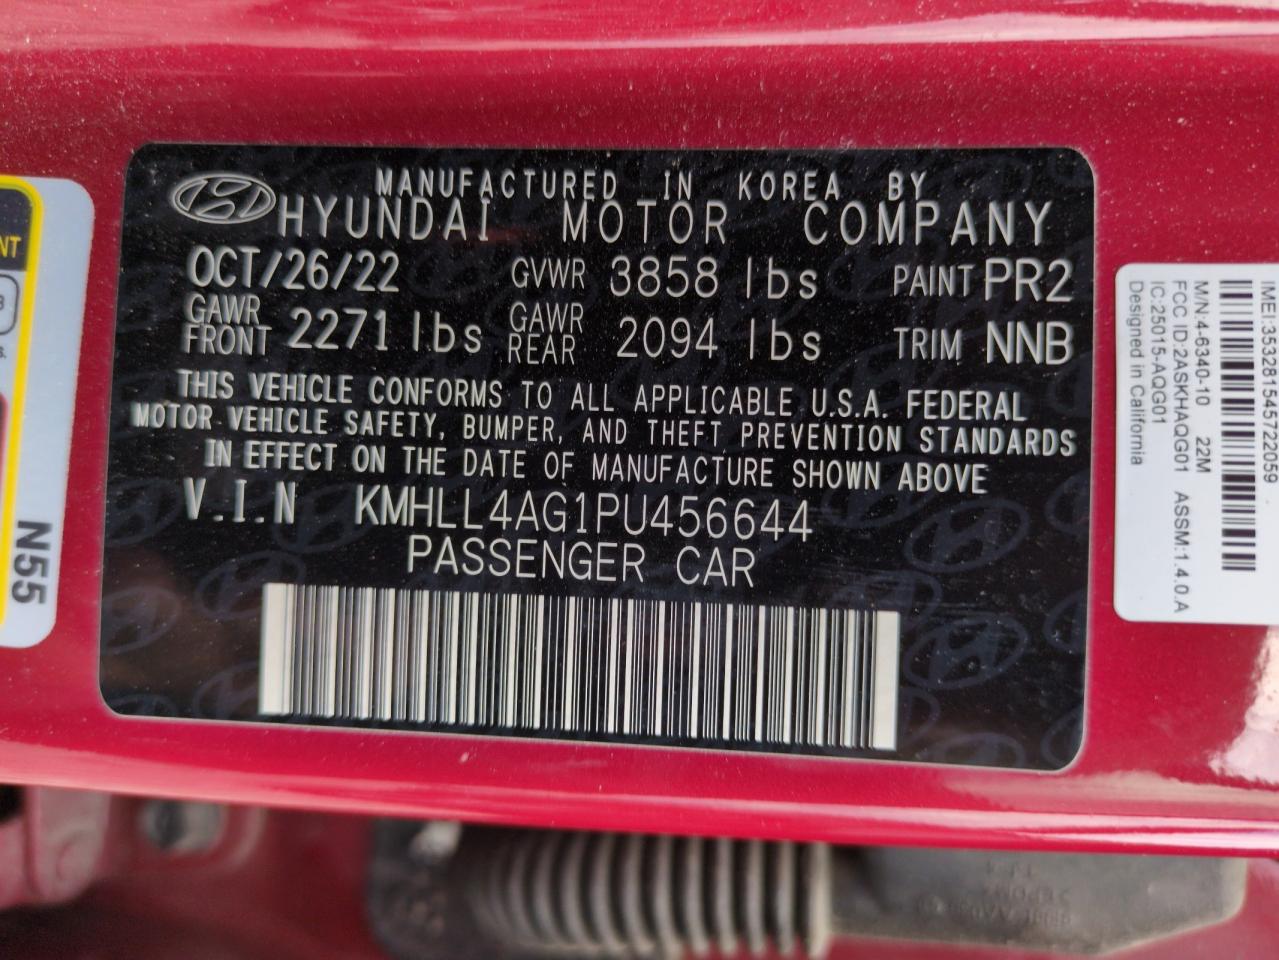 MANUFACTURED IN KOREA BY
HYUNDAI MOTOR COMPANY
OCT/26/22 GVWR 3858 lbs PAINT PR2
GAWR FRONT 2271 lbs GAWR REAR 2094 lbs TRIM NNB
THIS VEHICLE CONFORMS TO ALL APPLICABLE U.S.A. FEDERAL
MOTOR VEHICLE SAFETY, BUMPER, AND THEFT PREVENTION STANDARDS
IN EFFECT ON THE DATE OF MANUFACTURE SHOWN ABOVE
V.I.N KMHLL4AG1PU456644
PASSENGER CAR
N55
IMEI:353281545722059
M/N:4-6340-10 22M
FCC ID:2ASKHAQGG01 ASSM:1.4.0.A
IC:25015-AQG01
Designed in California